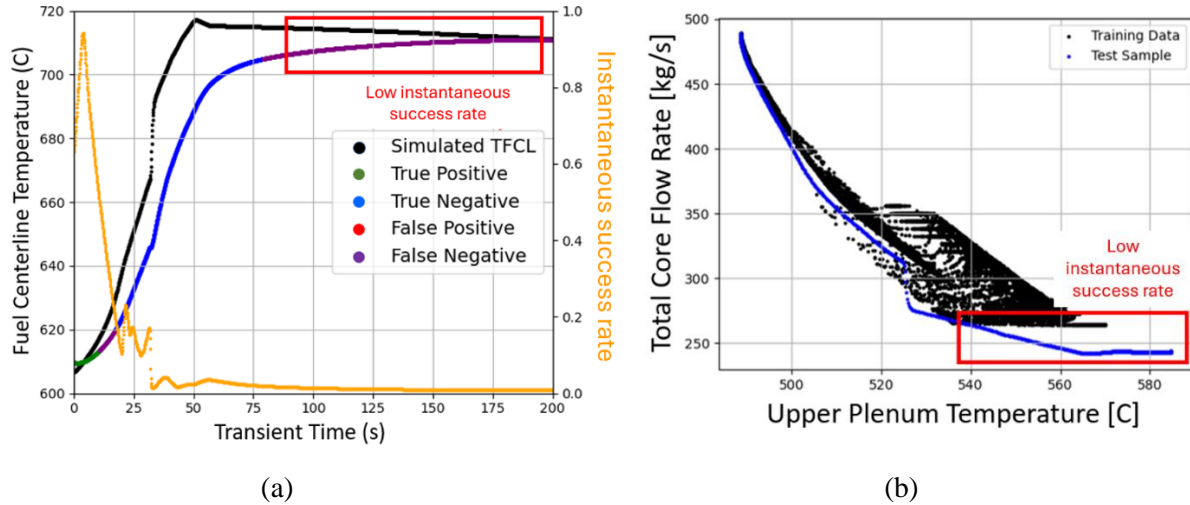 720
700
680
660
640
620
600
Fuel Centerline Temperature (C)
0
25
50
75
100
125
150
175
200
Transient Time (s)
1.0
0.8
0.6
0.4
0.2
0.0
Instantaneous success rate
Low instantaneous
success rate
Simulated TFCL
True Positive
True Negative
False Positive
False Negative
(a)
500
450
400
350
300
250
Total Core Flow Rate [kg/s]
500
520
540
560
580
Upper Plenum Temperature [C]
Training Data
Test Sample
Low
instantaneous
success rate
(b)